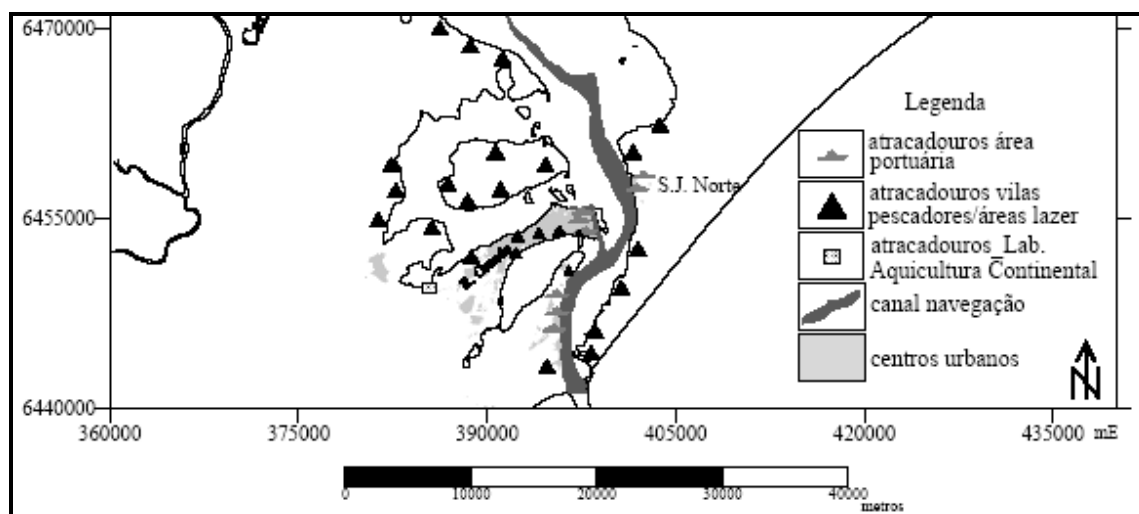 6470000
Legenda
atracadouros área
portuária
S.J. Norte
atracadouros vilas
pescadores/áreas lazer
6455000
atracadouros_Lab.
Aquicultura Continental
canal navegação
centros urbanos
N
6440000
360000 375000 390000 405000 420000 435000 mE
0 10000 20000 30000 40000
metros